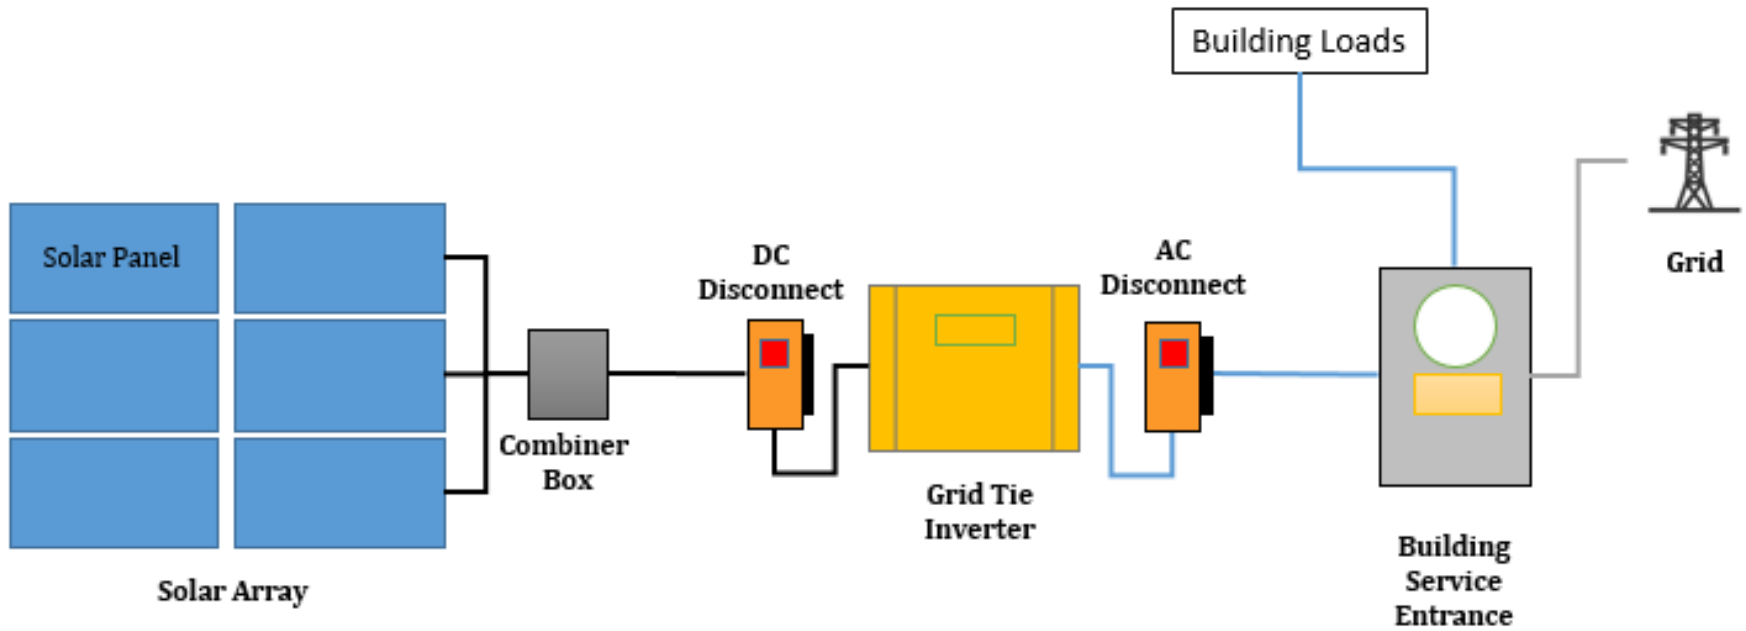 Building Loads
Solar Panel
DC
Disconnect
AC
Disconnect
Grid
Combiner
Box
Grid Tie
Inverter
Building
Service
Entrance
Solar Array